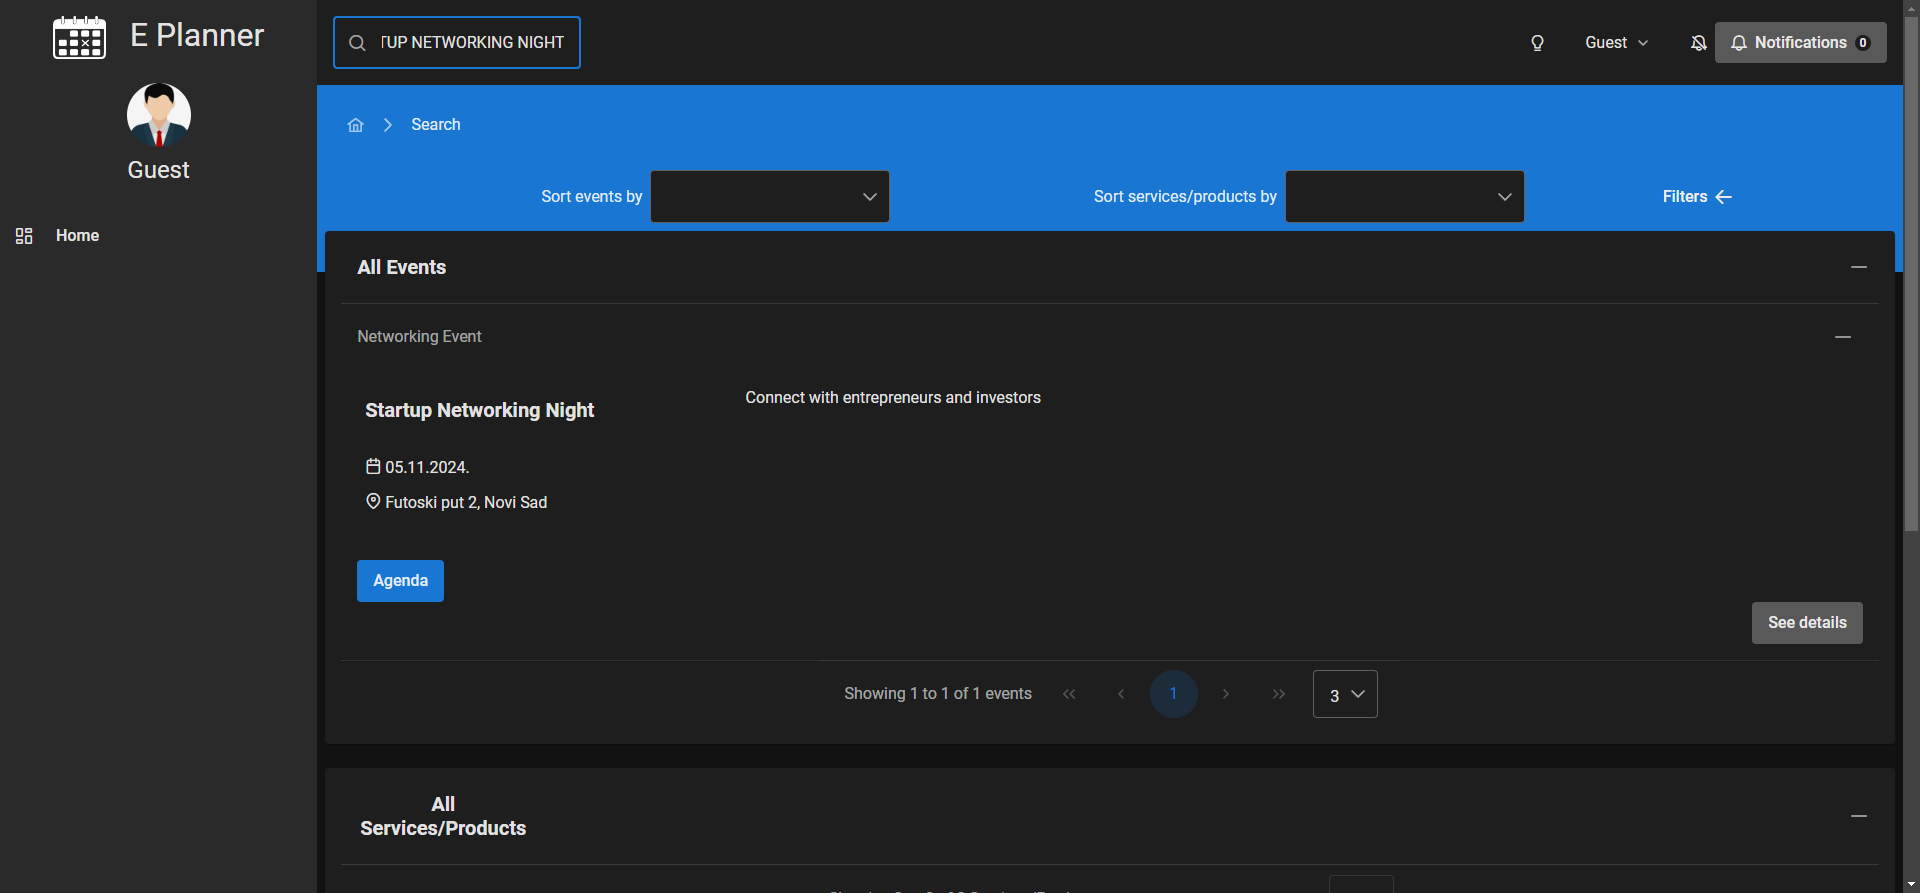 E Planner
Guest
Home
TUP NETWORKING NIGHT
Guest
Notifications 0
Search
Sort events by
Sort services/products by
Filters
All Events
Networking Event
Startup Networking Night
Connect with entrepreneurs and investors
05.11.2024.
Futoski put 2, Novi Sad
Agenda
See details
Showing 1 to 1 of 1 events
1
3
All
Services/Products